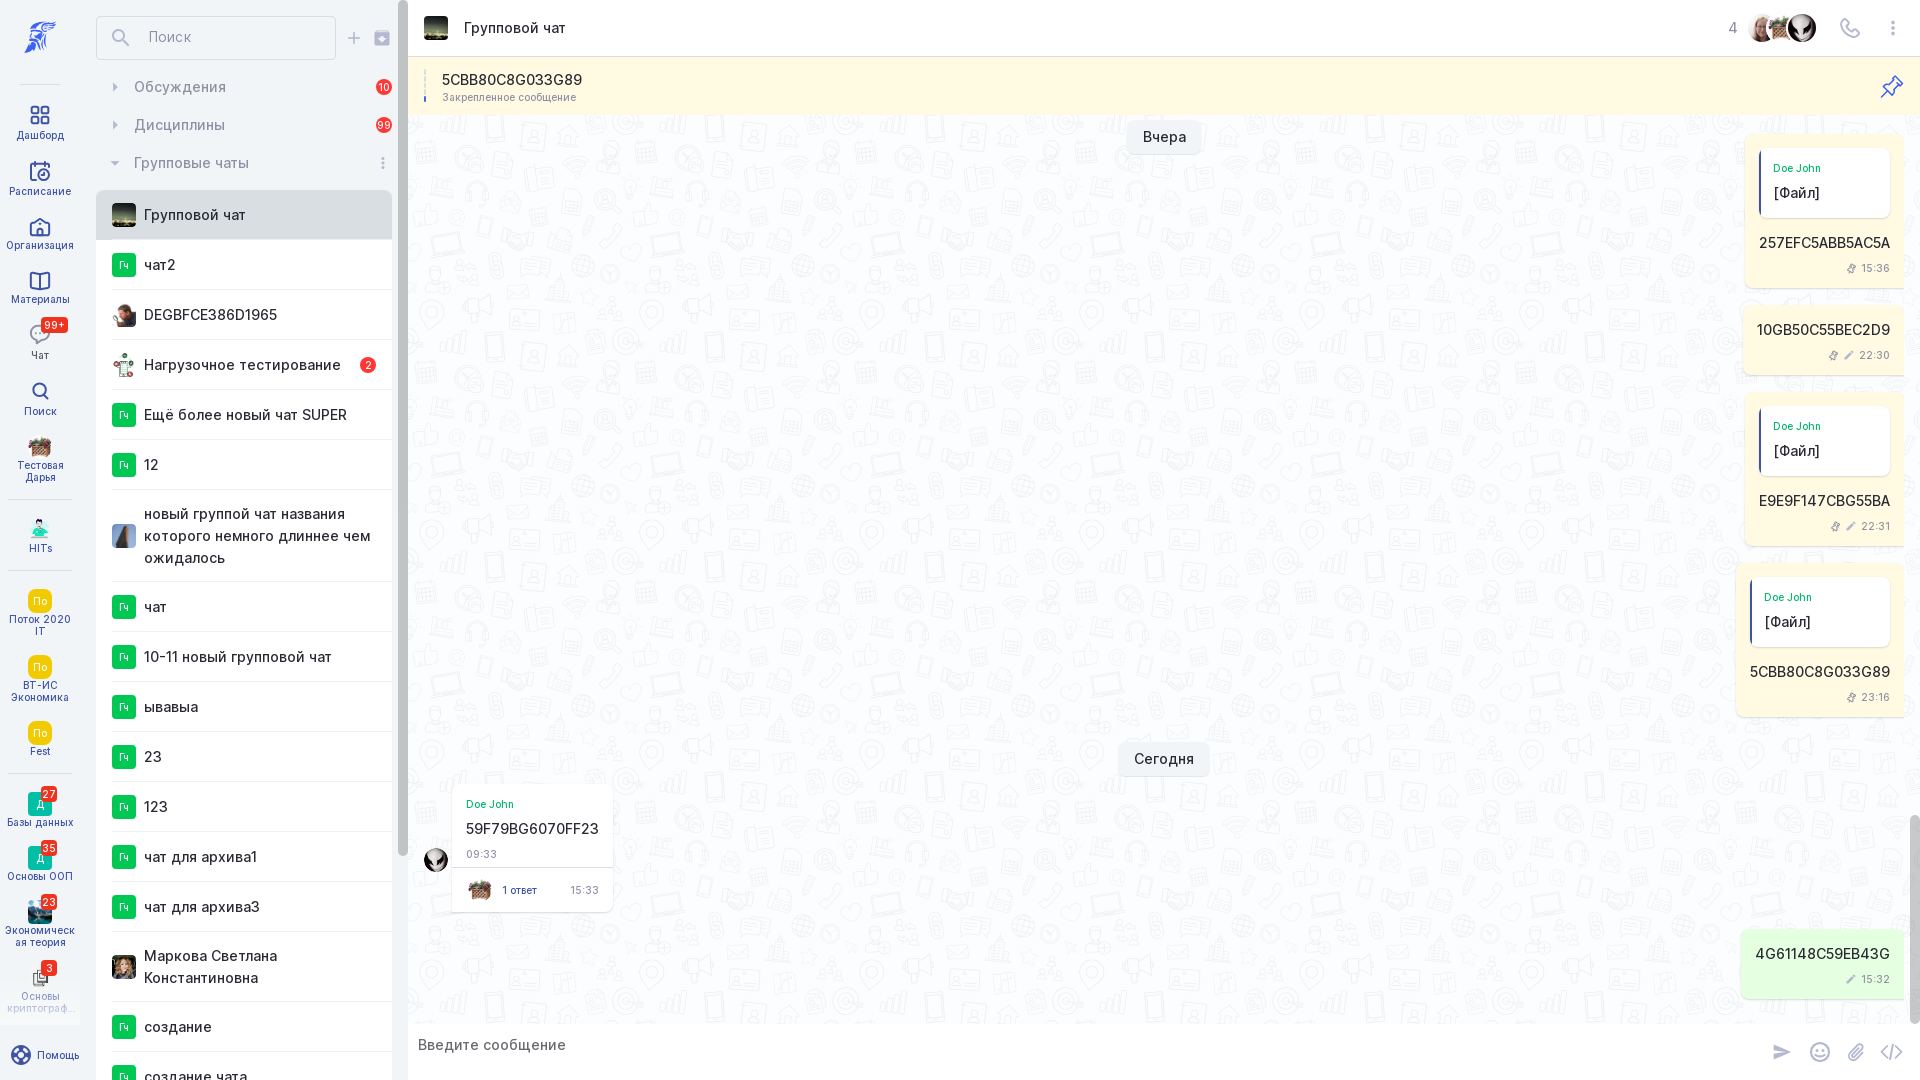 Дашборд
Расписание
Организация
Материалы
99+
Чат
Поиск
Тестовая
Дарья
HITs
По
Поток 2020
IT
По
ВТ-ИС
Экономика
По
Fest
27
Д
Базы данных
35
Д
Основы ООП
23
Экономическ
ая теория
3
Основы
криптограф...
Помощь
Поиск
Обсуждения
10
Дисциплины
99
Групповые чаты
Групповой чат
Гч
чат2
DEGBFCE386D1965
Нагрузочное тестирование
2
Гч
Ещё более новый чат SUPER
Гч
12
новый группой чат названия
которого немного длиннее чем
ожидалось
Гч
чат
Гч
10-11 новый групповой чат
Гч
ывавыа
Гч
23
Гч
123
Гч
чат для архива1
Гч
чат для архива3
Маркова Светлана
Константиновна
Гч
создание
Гч
создание чата
Групповой чат
4
5CBB80C8G033G89
Закрепленное сообщение
Вчера
Doe John
[Файл]
257EFC5ABB5AC5A
15:36
10GB50C55BEC2D9
22:30
Doe John
[Файл]
E9E9F147CBG55BA
22:31
Doe John
[Файл]
5CBB80C8G033G89
23:16
Сегодня
Doe John
59F79BG6070FF23
09:33
1 ответ
15:33
4G61148C59EB43G
15:32
Введите сообщение